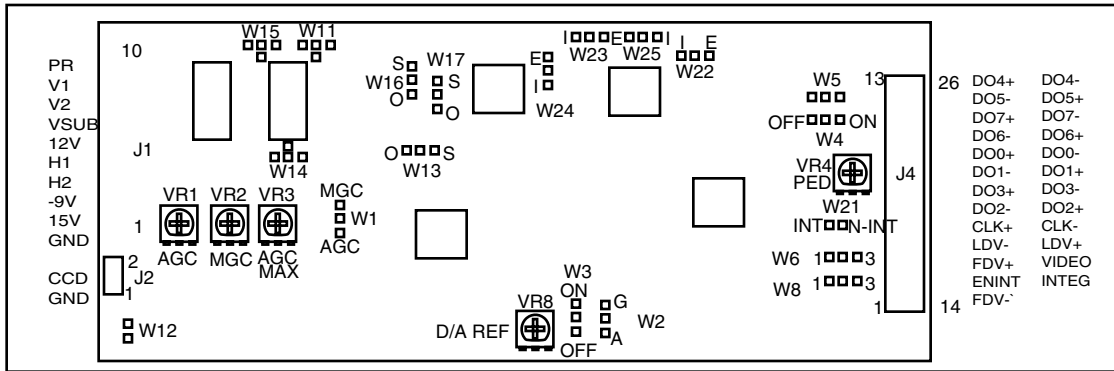 W15 W11
10
PR
V1
V2
VSUB
12V
H1
H2
-9V
15V
GND
CCD
GND
J1
1
2
J2
1
W12
W14
VR1
AGC
VR2
MGC
VR3
AGC
MAX
MGC
W1
AGC
S
W16
O
W17
S
O
O S
W13
E
I
W24
I E
W23
E I
W25
I E
W22
W5
OFF ON
W4
VR4
PED
W21
INT N-INT
W6 1 3
W8 1 3
W3
ON
OFF
VR8
D/A REF
G
W2
A
13
J4
1
26
14
DO4+ DO4-
DO5- DO5+
DO7+ DO7-
DO6- DO6+
DO0+ DO0-
DO1- DO1+
DO3+ DO3-
DO2- DO2+
CLK+ CLK-
LDV- LDV+
FDV+ VIDEO
ENINT INTEG
FDV-`